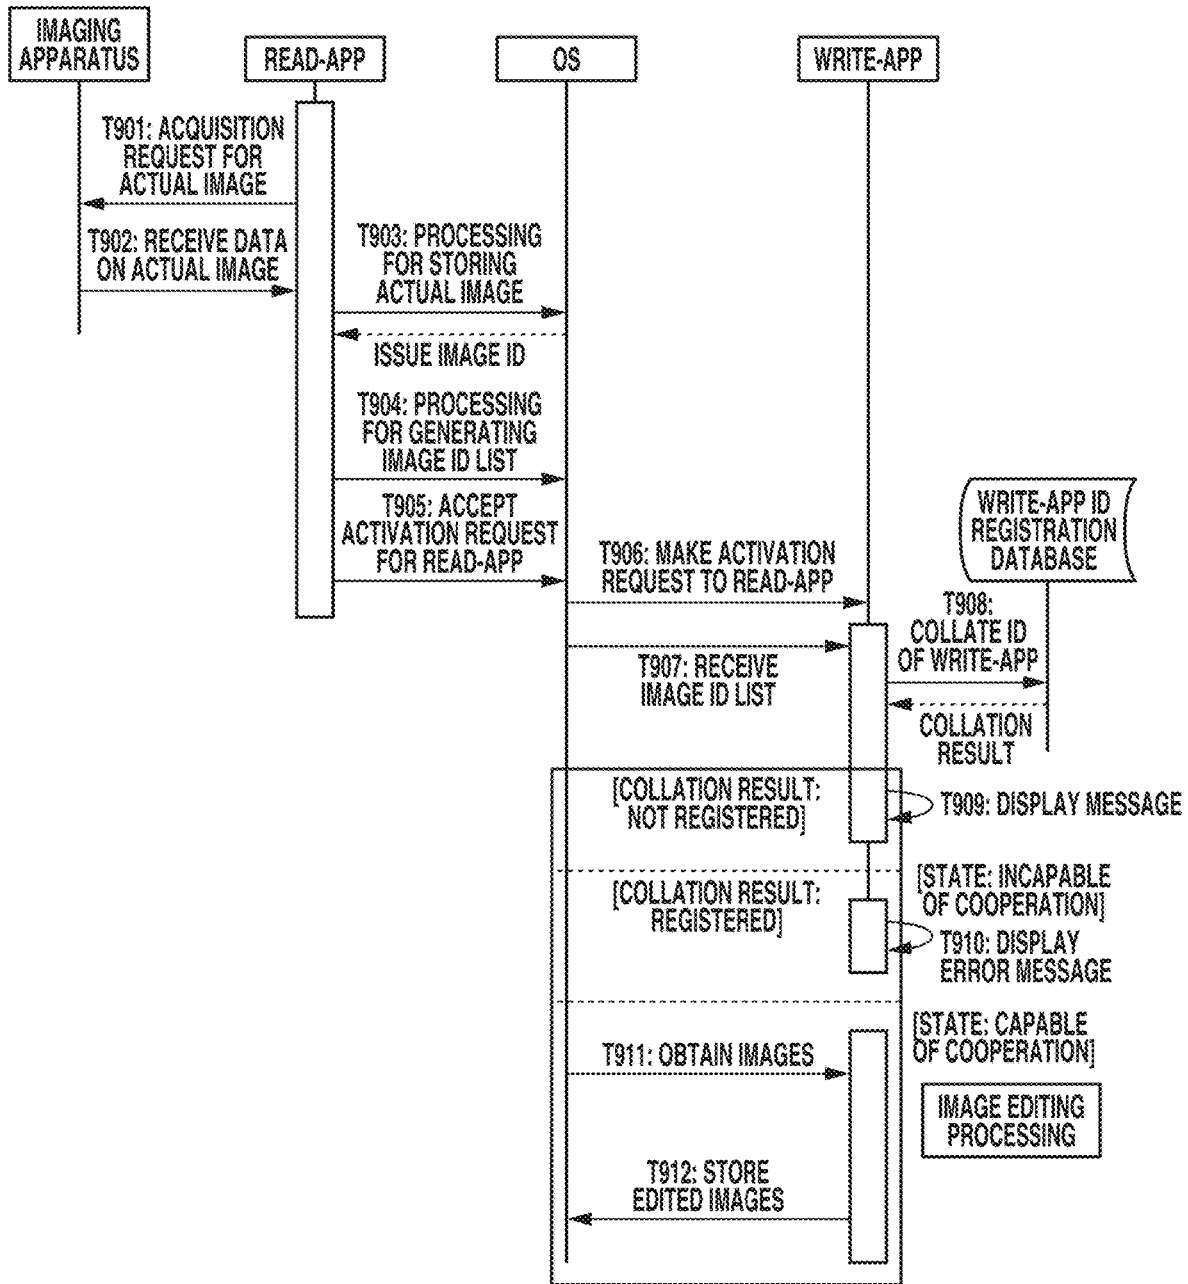 IMAGING
APPARATUS
READ-APP
OS
WRITE-APP
T901: ACQUISITION
REQUEST FOR
ACTUAL IMAGE
T902: RECEIVE DATA
ON ACTUAL IMAGE
T903: PROCESSING
FOR STORING
ACTUAL IMAGE
ISSUE IMAGE ID
T904: PROCESSING
FOR GENERATING
IMAGE ID LIST
T905: ACCEPT
ACTIVATION REQUEST
FOR READ-APP
WRITE-APP ID
REGISTRATION
DATABASE
T906: MAKE ACTIVATION
REQUEST TO READ-APP
T907: RECEIVE
IMAGE ID LIST
T908:
COLLATE ID
OF WRITE-APP
COLLATION
RESULT
[COLLATION RESULT:
NOT REGISTERED]
T909: DISPLAY MESSAGE
[COLLATION RESULT:
REGISTERED]
[STATE: INCAPABLE
OF COOPERATION]
T910: DISPLAY
ERROR MESSAGE
[STATE: CAPABLE
OF COOPERATION]
T911: OBTAIN IMAGES
IMAGE EDITING
PROCESSING
T912: STORE
EDITED IMAGES